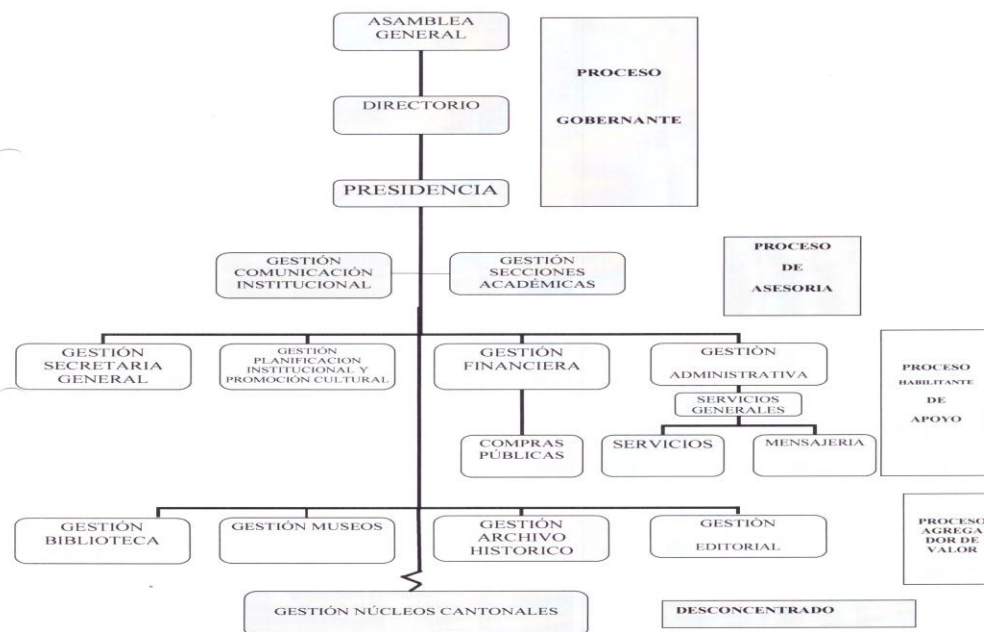 ASAMBLEA
GENERAL
DIRECTORIO
PRESIDENCIA
PROCESO
GOBERNANTE
GESTIÓN
COMUNICACIÓN
INSTITUCIONAL
GESTIÓN
SECCIONES
ACADÉMICAS
PROCESO
DE
ASESORIA
GESTIÓN
SECRETARIA
GENERAL
GESTIÓN
PLANIFICACION
INSTITUCIONAL Y
PROMOCIÓN CULTURAL
GESTIÓN
FINANCIERA
GESTIÓN
ADMINISTRATIVA
SERVICIOS
GENERALES
COMPRAS
PÚBLICAS
SERVICIOS
MENSAJERIA
PROCESO
HABILITANTE
DE
APOYO
GESTIÓN
BIBLIOTECA
GESTIÓN MUSEOS
GESTIÓN
ARCHIVO
HISTORICO
GESTIÓN
EDITORIAL
PROCESO
AGREGA
DOR DE
VALOR
GESTIÓN NÚCLEOS CANTONALES
DESCONCENTRADO